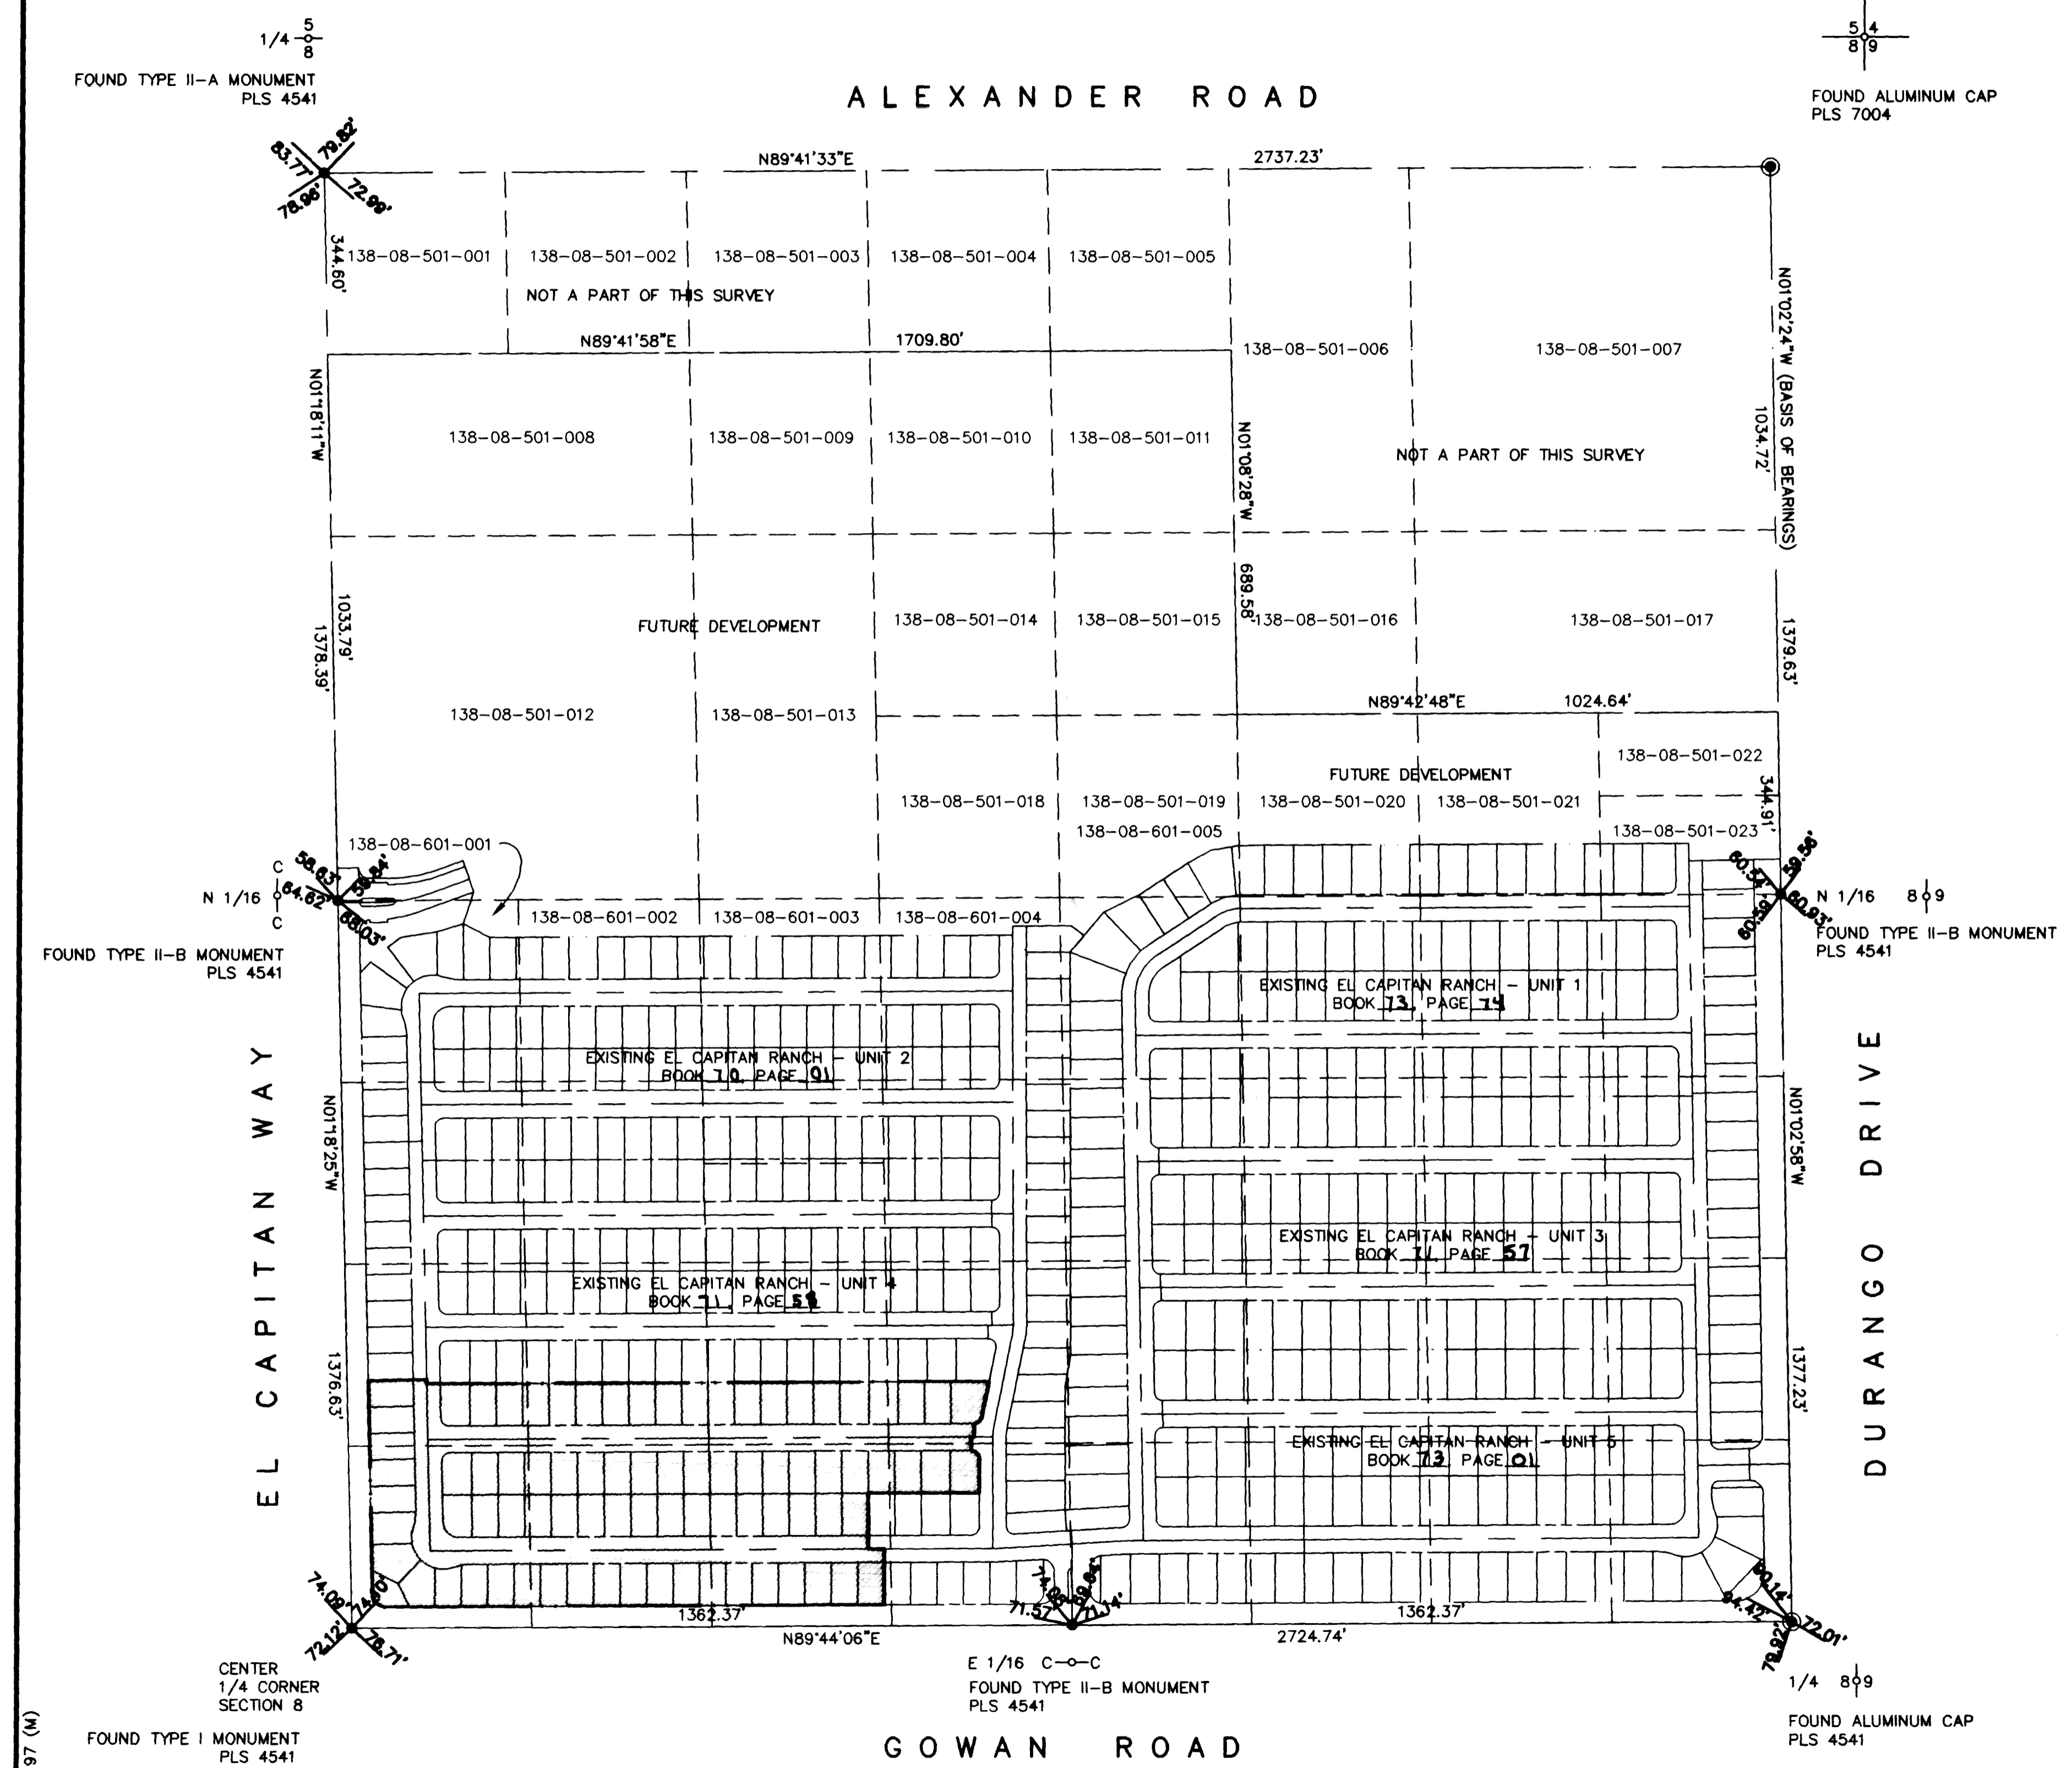 5
1/4
8
FOUND TYPE II-A MONUMENT
PLS 4541
ALEXANDER ROAD
5 4
8 9
FOUND ALUMINUM CAP
PLS 7004
83.77'
79.82'
78.96'
72.99'
N89°41'33"E
2737.23'
344.60'
138-08-501-001
138-08-501-002
138-08-501-003
138-08-501-004
138-08-501-005
NOT A PART OF THIS SURVEY
N89°41'58"E
1709.80'
138-08-501-006
138-08-501-007
N01°02'24"W (BASIS OF BEARINGS)
1034.72'
N01°18'11"W
138-08-501-008
138-08-501-009
138-08-501-010
138-08-501-011
N01°08'28"W
NOT A PART OF THIS SURVEY
1033.79'
1378.39'
FUTURE DEVELOPMENT
138-08-501-014
138-08-501-015
689.58'
138-08-501-016
138-08-501-017
1379.63'
138-08-501-012
138-08-501-013
N89°42'48"E
1024.64'
138-08-501-022
FUTURE DEVELOPMENT
344.91'
138-08-501-018
138-08-501-019
138-08-501-020
138-08-501-021
138-08-601-005
138-08-501-023
138-08-601-001
58.63'
59.84'
64.62'
68.03'
C
N 1/16
C
FOUND TYPE II-B MONUMENT
PLS 4541
138-08-601-002
138-08-601-003
138-08-601-004
60.54'
59.56'
60.59'
60.93'
N 1/16
8 9
FOUND TYPE II-B MONUMENT
PLS 4541
EXISTING EL CAPITAN RANCH - UNIT 1
BOOK 73, PAGE 74
EXISTING EL CAPITAN RANCH - UNIT 2
BOOK 70 PAGE 01
EL CAPITAN WAY
N01°18'25"W
1376.63'
N01°02'58"W
1377.23'
DURANGO DRIVE
EXISTING EL CAPITAN RANCH - UNIT 3
BOOK 71 PAGE 57
EXISTING EL CAPITAN RANCH - UNIT 4
BOOK 71, PAGE
EXISTING EL CAPITAN RANCH - UNIT 5
BOOK 73 PAGE 01
74.09'
72.12'
76.71'
1362.37'
N89°44'06"E
71.57'
71.14'
1362.37'
2724.74'
90.14'
94.42'
72.01'
79.92'
CENTER
1/4 CORNER
SECTION 8
FOUND TYPE I MONUMENT
PLS 4541
E 1/16 C C
FOUND TYPE II-B MONUMENT
PLS 4541
1/4 8 9
FOUND ALUMINUM CAP
PLS 4541
GOWAN ROAD
97 (M)